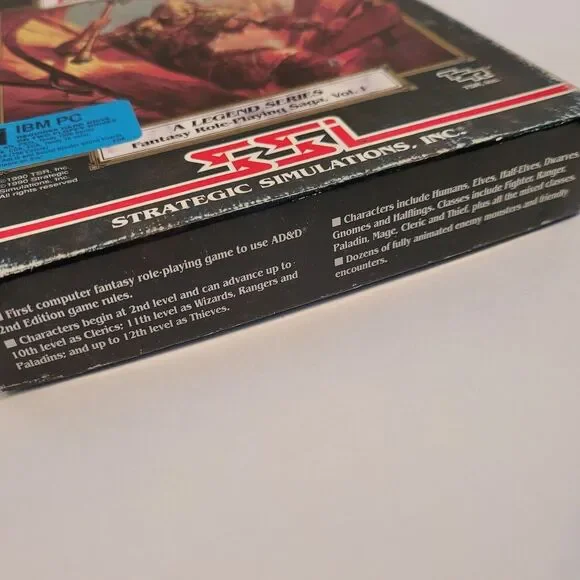 A LEGEND SERIES
Fantasy Role-Playing Saga, Vol. I
IBM PC
©1990 TSR, Inc.
©1990 Strategic
Simulations, Inc.
All rights reserved
SSI
STRATEGIC SIMULATIONS, INC.®
First computer fantasy role-playing game to use AD&D®
2nd Edition game rules.
■ Characters begin at 2nd level and can advance up to
10th level as Clerics; 11th level as Wizards, Rangers and
Paladins; and up to 12th level as Thieves.
■ Characters include Humans, Elves, Half-Elves, Dwarves
Gnomes and Halflings. Classes include Fighter, Ranger,
Paladin, Mage, Cleric and Thief, plus all the mixed classes.
■ Dozens of fully animated enemy monsters and friendly
encounters.